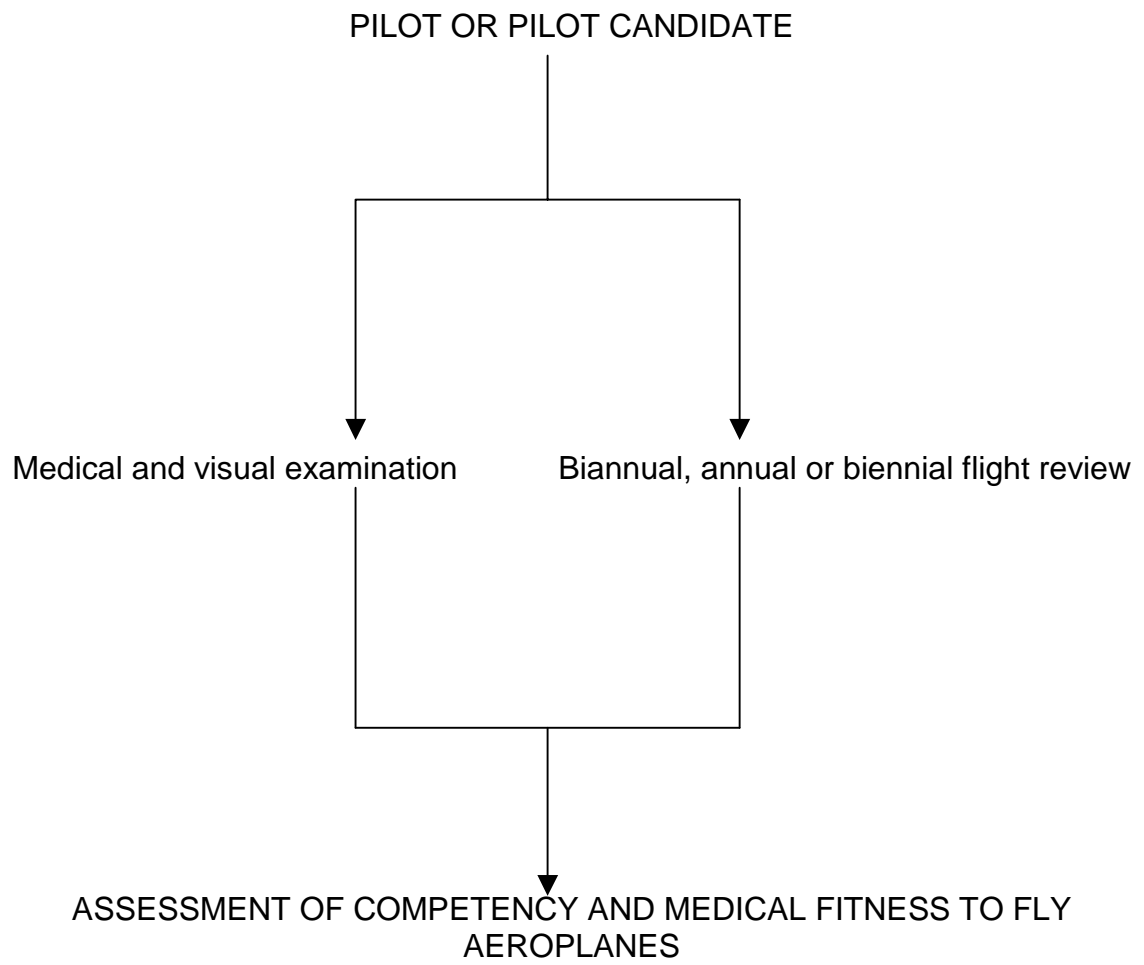 PILOT OR PILOT CANDIDATE
Medical and visual examination
Biannual, annual or biennial flight review
ASSESSMENT OF COMPETENCY AND MEDICAL FITNESS TO FLY
AEROPLANES